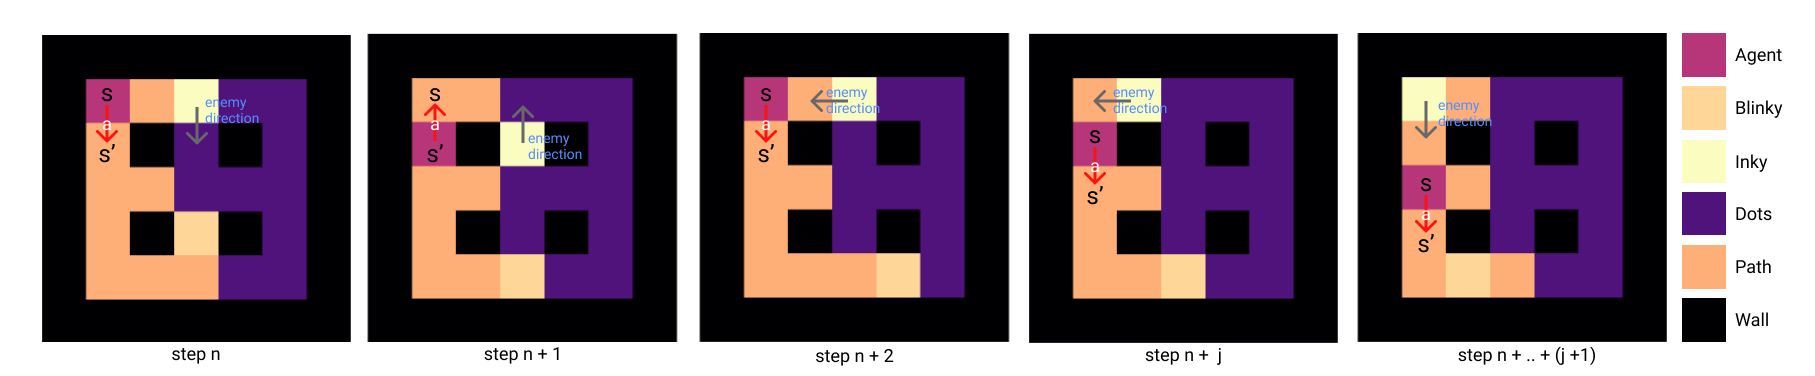 S
a
S'
enemy
direction
step n
S
a
S'
enemy
direction
step n + 1
S
a
S'
enemy
direction
step n + 2
enemy
direction
S
a
S'
step n + j
enemy
direction
S
a
S'
step n + .. + (j +1)
Agent
Blinky
Inky
Dots
Path
Wall